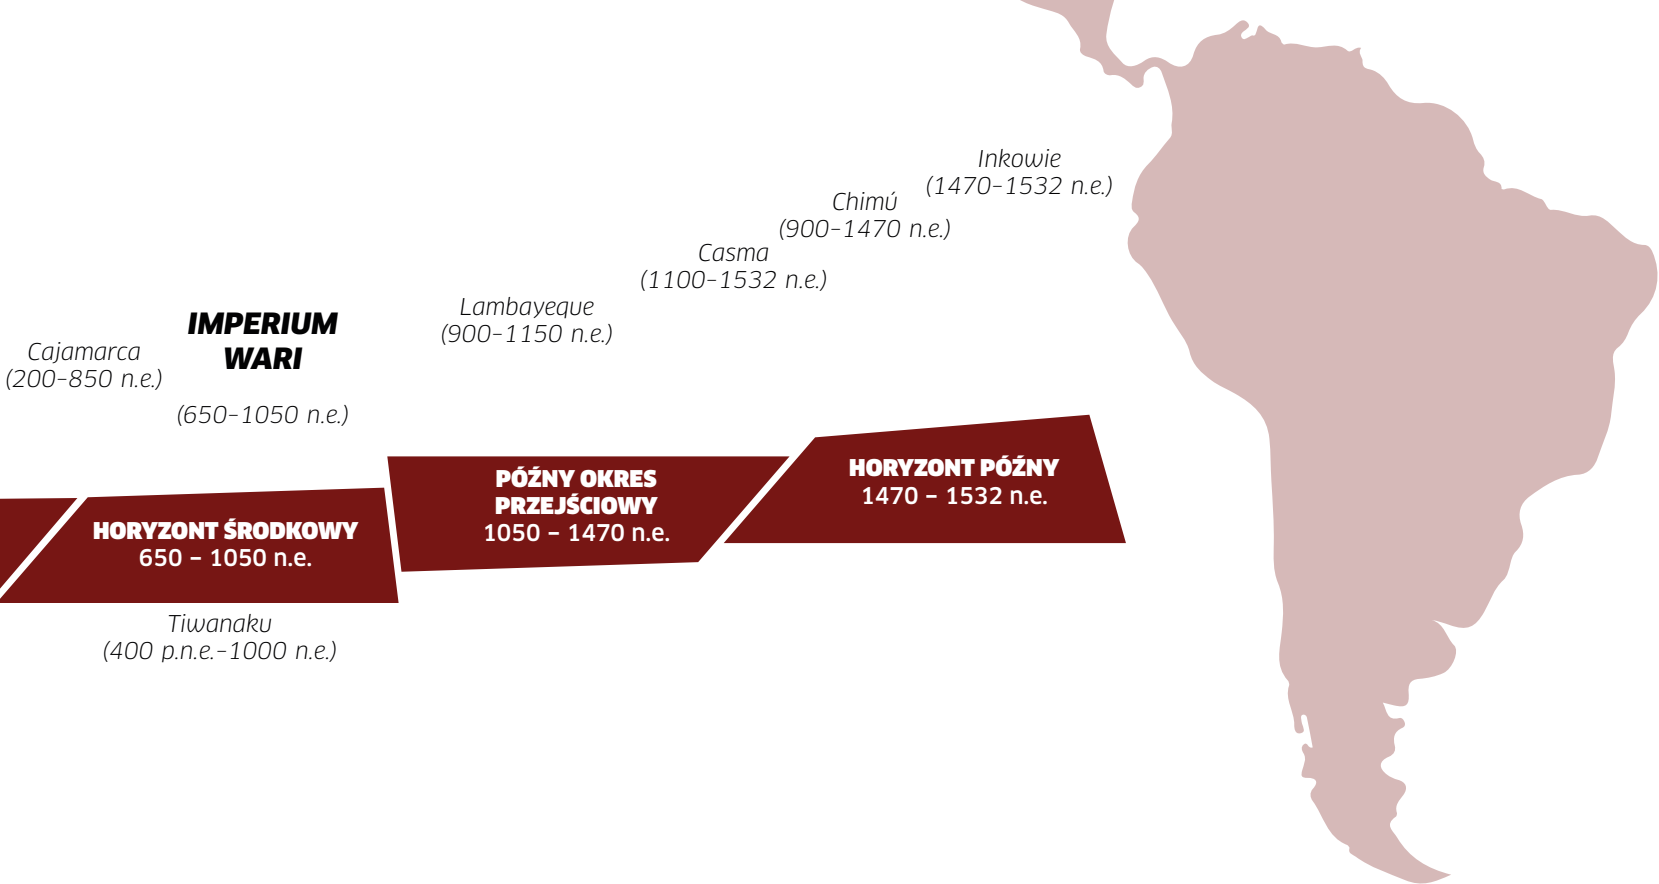 Inkowie
(1470-1532 n.e.)
Chimú
(900-1470 n.e.)
Casma
(1100-1532 n.e.)
Lambayeque
(900-1150 n.e.)
IMPERIUM
WARI
(650-1050 n.e.)
Cajamarca
(200-850 n.e.)
HORYZONT ŚRODKOWY
650 – 1050 n.e.
PÓŹNY OKRES
PRZEJŚCIOWY
1050 – 1470 n.e.
HORYZONT PÓŹNY
1470 – 1532 n.e.
Tiwanaku
(400 p.n.e.-1000 n.e.)